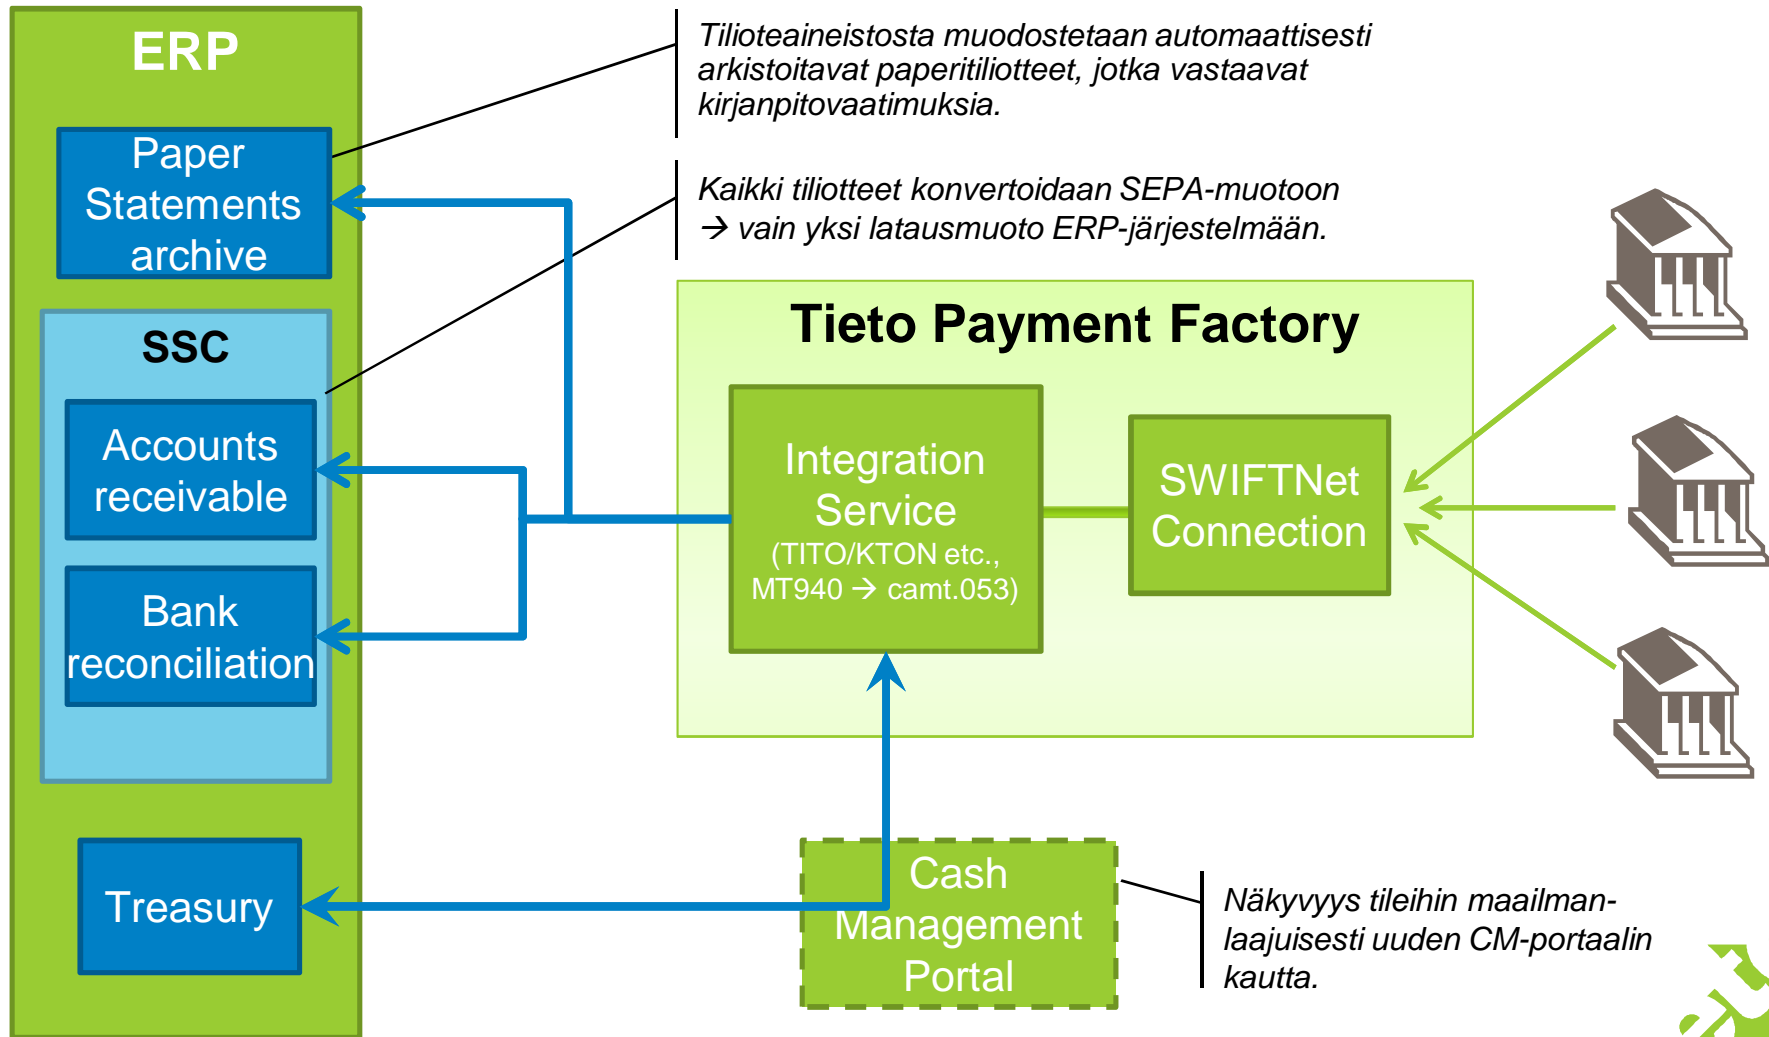 ERP
Paper
Statements
archive
SSC
Accounts
receivable
Bank
reconciliation
Treasury
Tilioteaineistosta muodostetaan automaattisesti
arkistoitavat paperitiliotteet, jotka vastaavat
kirjanpitovaatimuksia.
Kaikki tiliotteet konvertoidaan SEPA-muotoon
→ vain yksi latausmuoto ERP-järjestelmään.
Tieto Payment Factory
Integration
Service
(TITO/KTON etc.,
MT940 → camt.053)
SWIFTNet
Connection
Cash
Management
Portal
Näkyvyys tileihin maailman-
laajuisesti uuden CM-portaalin
kautta.